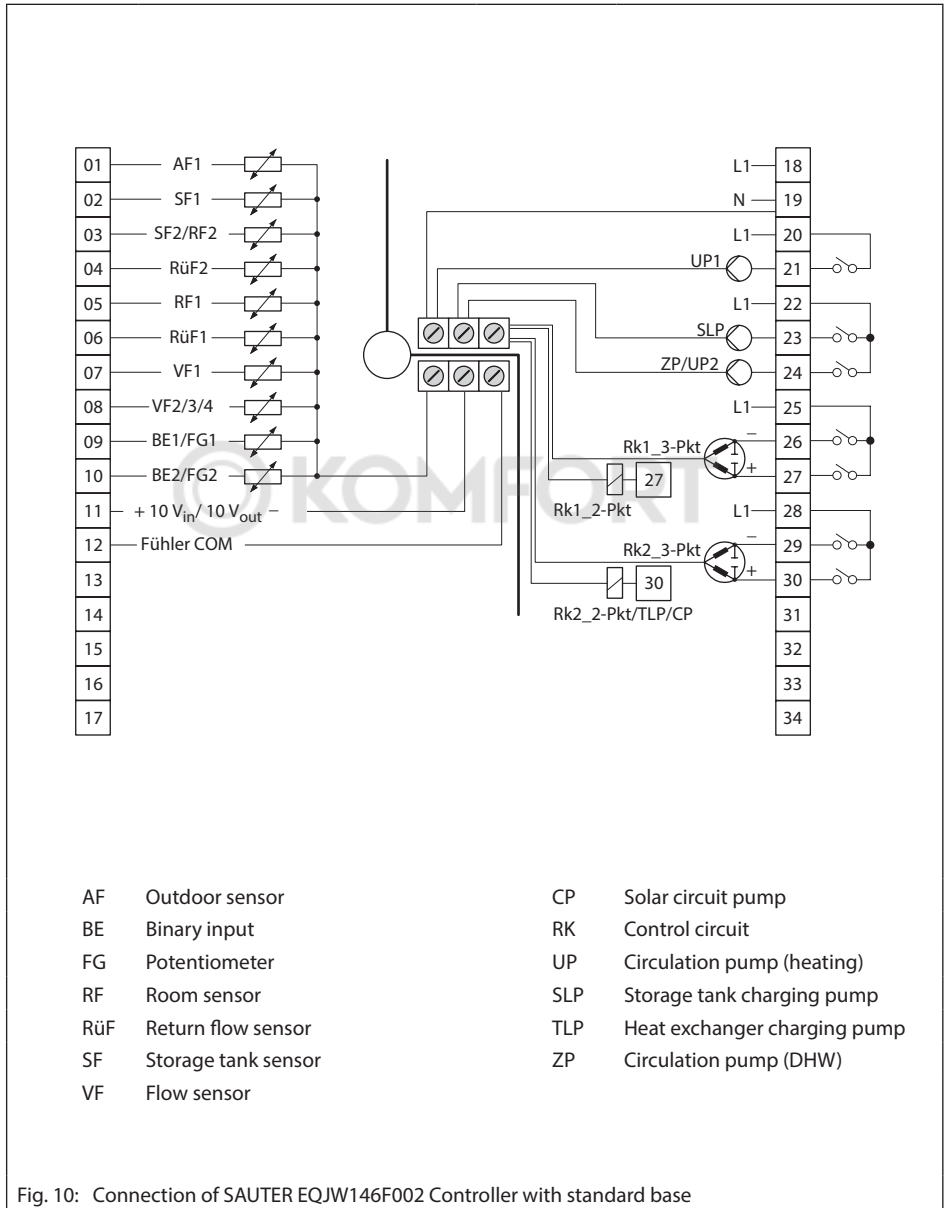 01 AF1 L1 18
02 SF1 N 19
03 SF2/RF2 L1 20
04 RüF2 UP1 21
05 RF1 L1 22
06 RüF1 SLP 23
07 VF1 ZP/UP2 24
08 VF2/3/4 L1 25
09 BE1/FG1 Rk1_3-Pkt − 26
10 BE2/FG2 27 + 27
© KOMFORT
11 + 10 Vin/ 10 Vout − Rk1_2-Pkt L1 28
12 Fühler COM Rk2_3-Pkt − 29
13 30 + 30
14 Rk2_2-Pkt/TLP/CP 31
15 32
16 33
17 34
AF Outdoor sensor
BE Binary input
FG Potentiometer
RF Room sensor
RüF Return flow sensor
SF Storage tank sensor
VF Flow sensor
CP Solar circuit pump
RK Control circuit
UP Circulation pump (heating)
SLP Storage tank charging pump
TLP Heat exchanger charging pump
ZP Circulation pump (DHW)
Fig. 10: Connection of SAUTER EQJW146F002 Controller with standard base